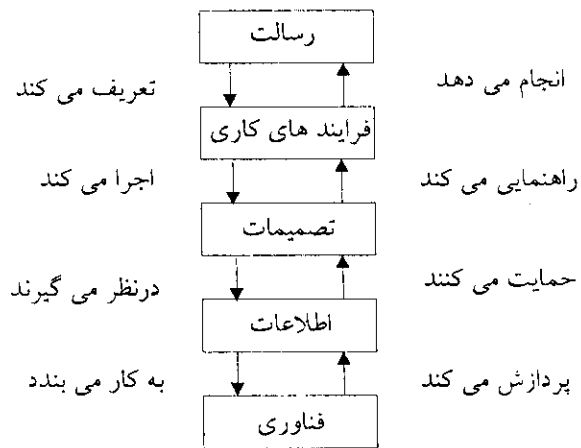 رسالت
انجام می دهد
تعریف می کند
فرایند های کاری
راهنمایی می کند
اجرا می کند
تصمیمات
حمایت می کنند
درنظر می گیرند
اطلاعات
پردازش می کند
به کار می بندد
فناوری